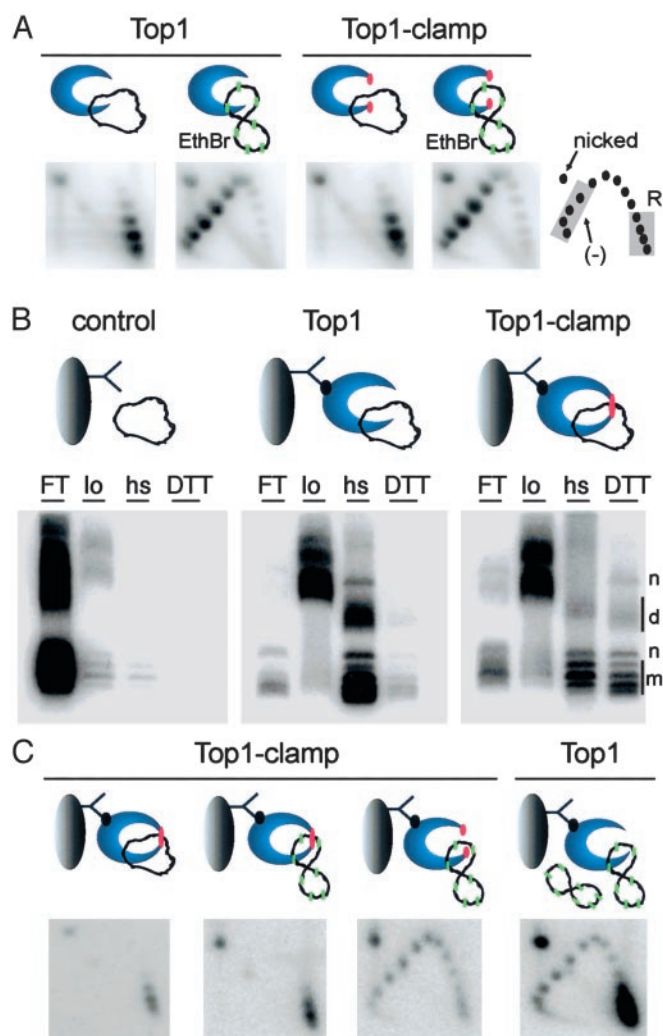 A
Top1 Top1-clamp
EthBr EthBr
nicked
R
(-)
B
control Top1 Top1-clamp
FT lo hs DTT FT lo hs DTT FT lo hs DTT
n
d
n
m
C
Top1-clamp Top1